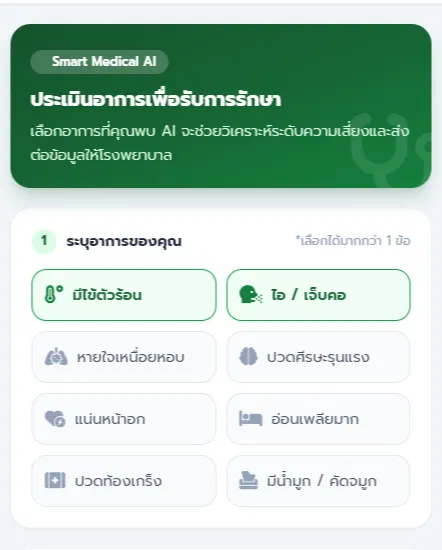 Smart Medical AI
ประเมินอาการเพื่อรับการรักษา
เลือกอาการที่คุณพบ AI จะช่วยวิเคราะห์ระดับความเสี่ยงและส่ง
ต่อข้อมูลให้โรงพยาบาล
1 ระบุอาการของคุณ *เลือกได้มากกว่า 1 ข้อ
มีไข้ตัวร้อน ไอ / เจ็บคอ
หายใจเหนื่อยหอบ ปวดศีรษะรุนแรง
แน่นหน้าอก อ่อนเพลียมาก
ปวดท้องเกร็ง มีน้ำมูก / คัดจมูก